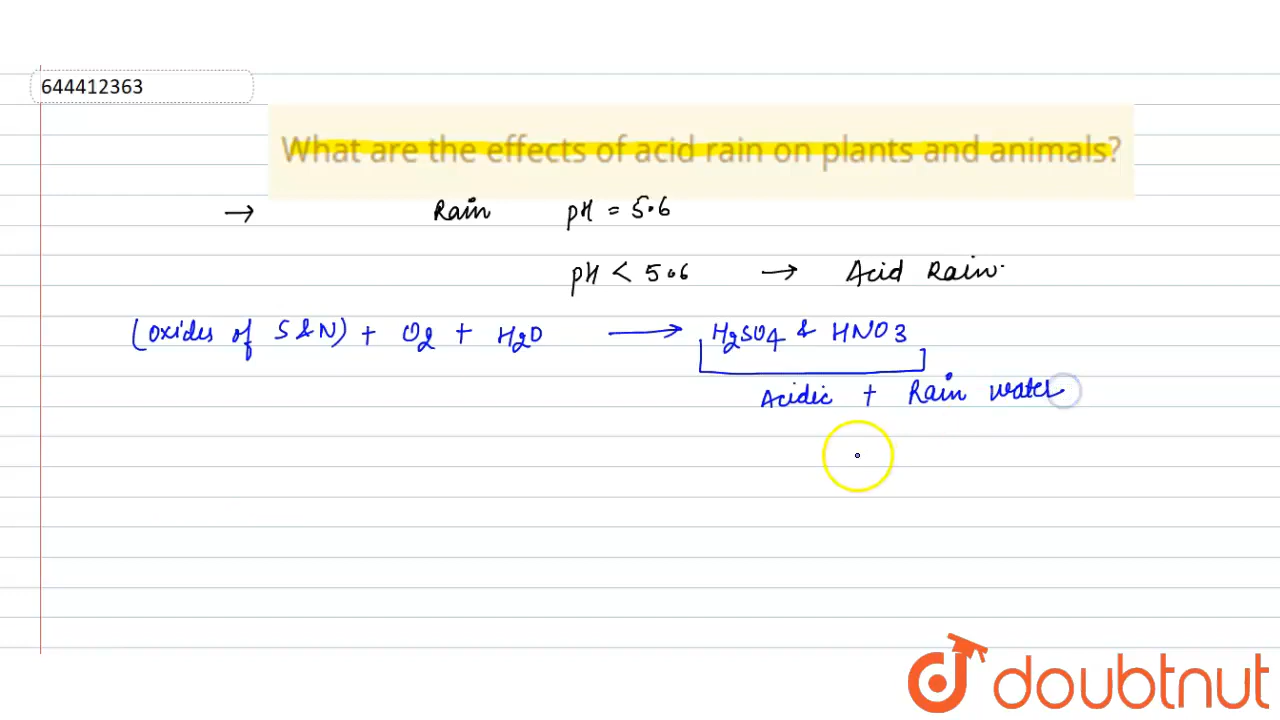 644412363
What are the effects of acid rain on plants and animals?
→ Rain pH = 5.6
pH < 5.6 → Acid Rain.
(Oxides of S & N) + O2 + H2O → H2SO4 & HNO3
Acidic + Rain water
doubtnut